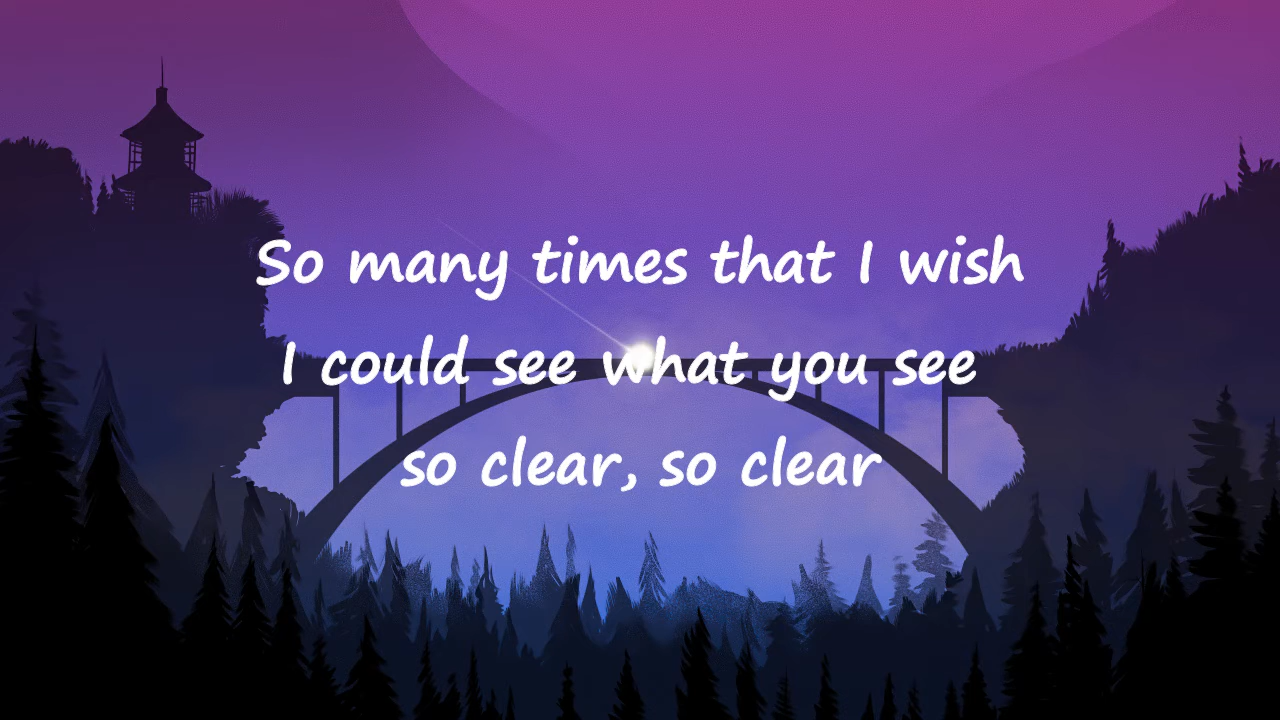 So many times that I wish
I could see what you see
so clear, so clear